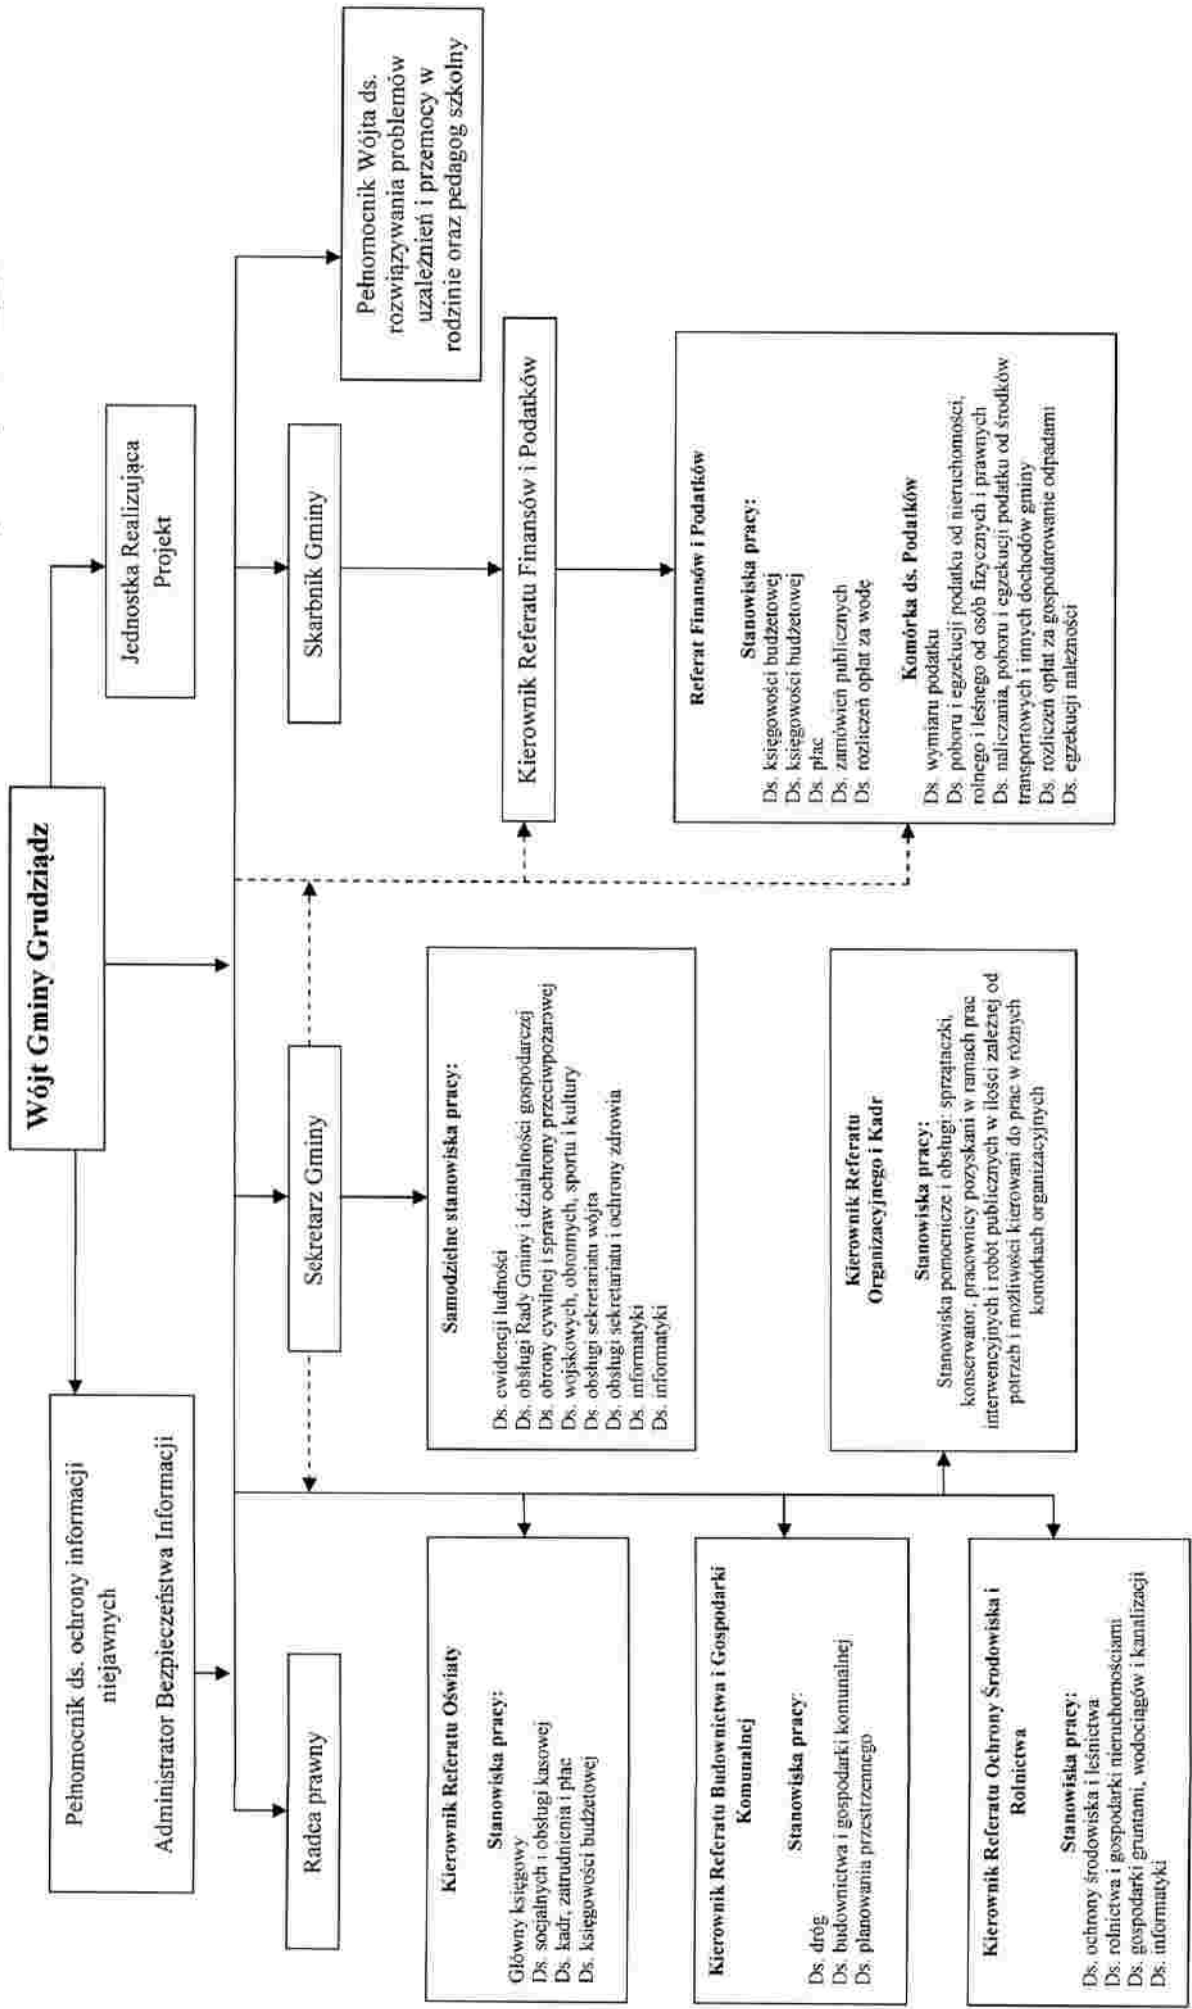 Wójt Gminy Grudziądz
Pełnomocnik ds. ochrony informacji
niejawnych
Administrator Bezpieczeństwa Informacji
Jednostka Realizująca
Projekt
Radca prawny
Sekretarz Gminy
Skarbnik Gminy
Pełnomocnik Wójta ds.
rozwiązywania problemów
uzależnień i przemocy w
rodzinie oraz pedagog szkolny
Kierownik Referatu Oświaty
Stanowiska pracy:
Główny księgowy
Ds. socjalnych i obsługi kasowej
Ds. kadr, zatrudnienia i płac
Ds. księgowości budżetowej
Samodzielne stanowiska pracy:
Ds. ewidencji ludności
Ds. obsługi Rady Gminy i działalności gospodarczej
Ds. obrony cywilnej i spraw ochrony przeciwpożarowej
Ds. wojskowych, obronnych, sportu i kultury
Ds. obsługi sekretariatu wójta
Ds. obsługi sekretariatu i ochrony zdrowia
Ds. informatyki
Ds. informatyki
Kierownik Referatu Finansów i Podatków
Kierownik Referatu Budownictwa i Gospodarki
Komunalnej
Stanowiska pracy:
Ds. dróg
Ds. budownictwa i gospodarki komunalnej
Ds. planowania przestrzennego
Kierownik Referatu
Organizacyjnego i Kadr
Stanowiska pracy:
Stanowiska pomocnicze i obsługi: sprzątaczki,
konserwator, pracownicy pozyskani w ramach prac
interwencyjnych i robót publicznych w ilości zależnej od
potrzeb i możliwości kierowani do prac w różnych
komórkach organizacyjnych
Referat Finansów i Podatków
Stanowiska pracy:
Ds. księgowości budżetowej
Ds. księgowości budżetowej
Ds. płac
Ds. zamówień publicznych
Ds. rozliczeń opłat za wodę
Komórka ds. Podatków
Ds. wymiaru podatku
Ds. poboru i egzekucji podatku od nieruchomości,
rolnego i leśnego od osób fizycznych i prawnych
Ds. naliczania, poboru i egzekucji podatku od środków
transportowych i innych dochodów gminy
Ds. rozliczeń opłat za gospodarowanie odpadami
Ds. egzekucji należności
Kierownik Referatu Ochrony Środowiska i
Rolnictwa
Stanowiska pracy:
Ds. ochrony środowiska i leśnictwa
Ds. rolnictwa i gospodarki nieruchomościami
Ds. gospodarki gruntami, wodociągów i kanalizacji
Ds. informatyki